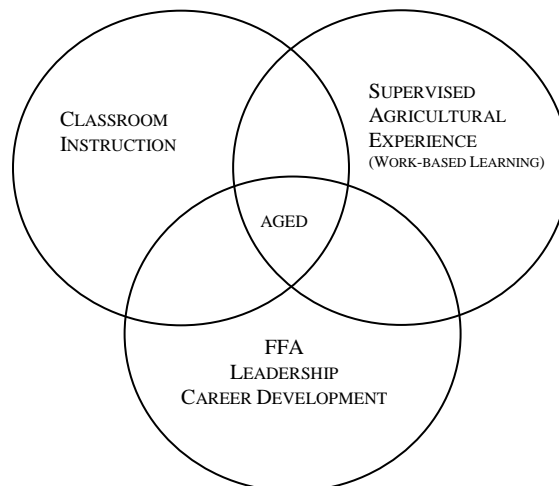 CLASSROOM
INSTRUCTION
SUPERVISED
AGRICULTURAL
EXPERIENCE
(WORK-BASED LEARNING)
AGED
FFA
LEADERSHIP
CAREER DEVELOPMENT